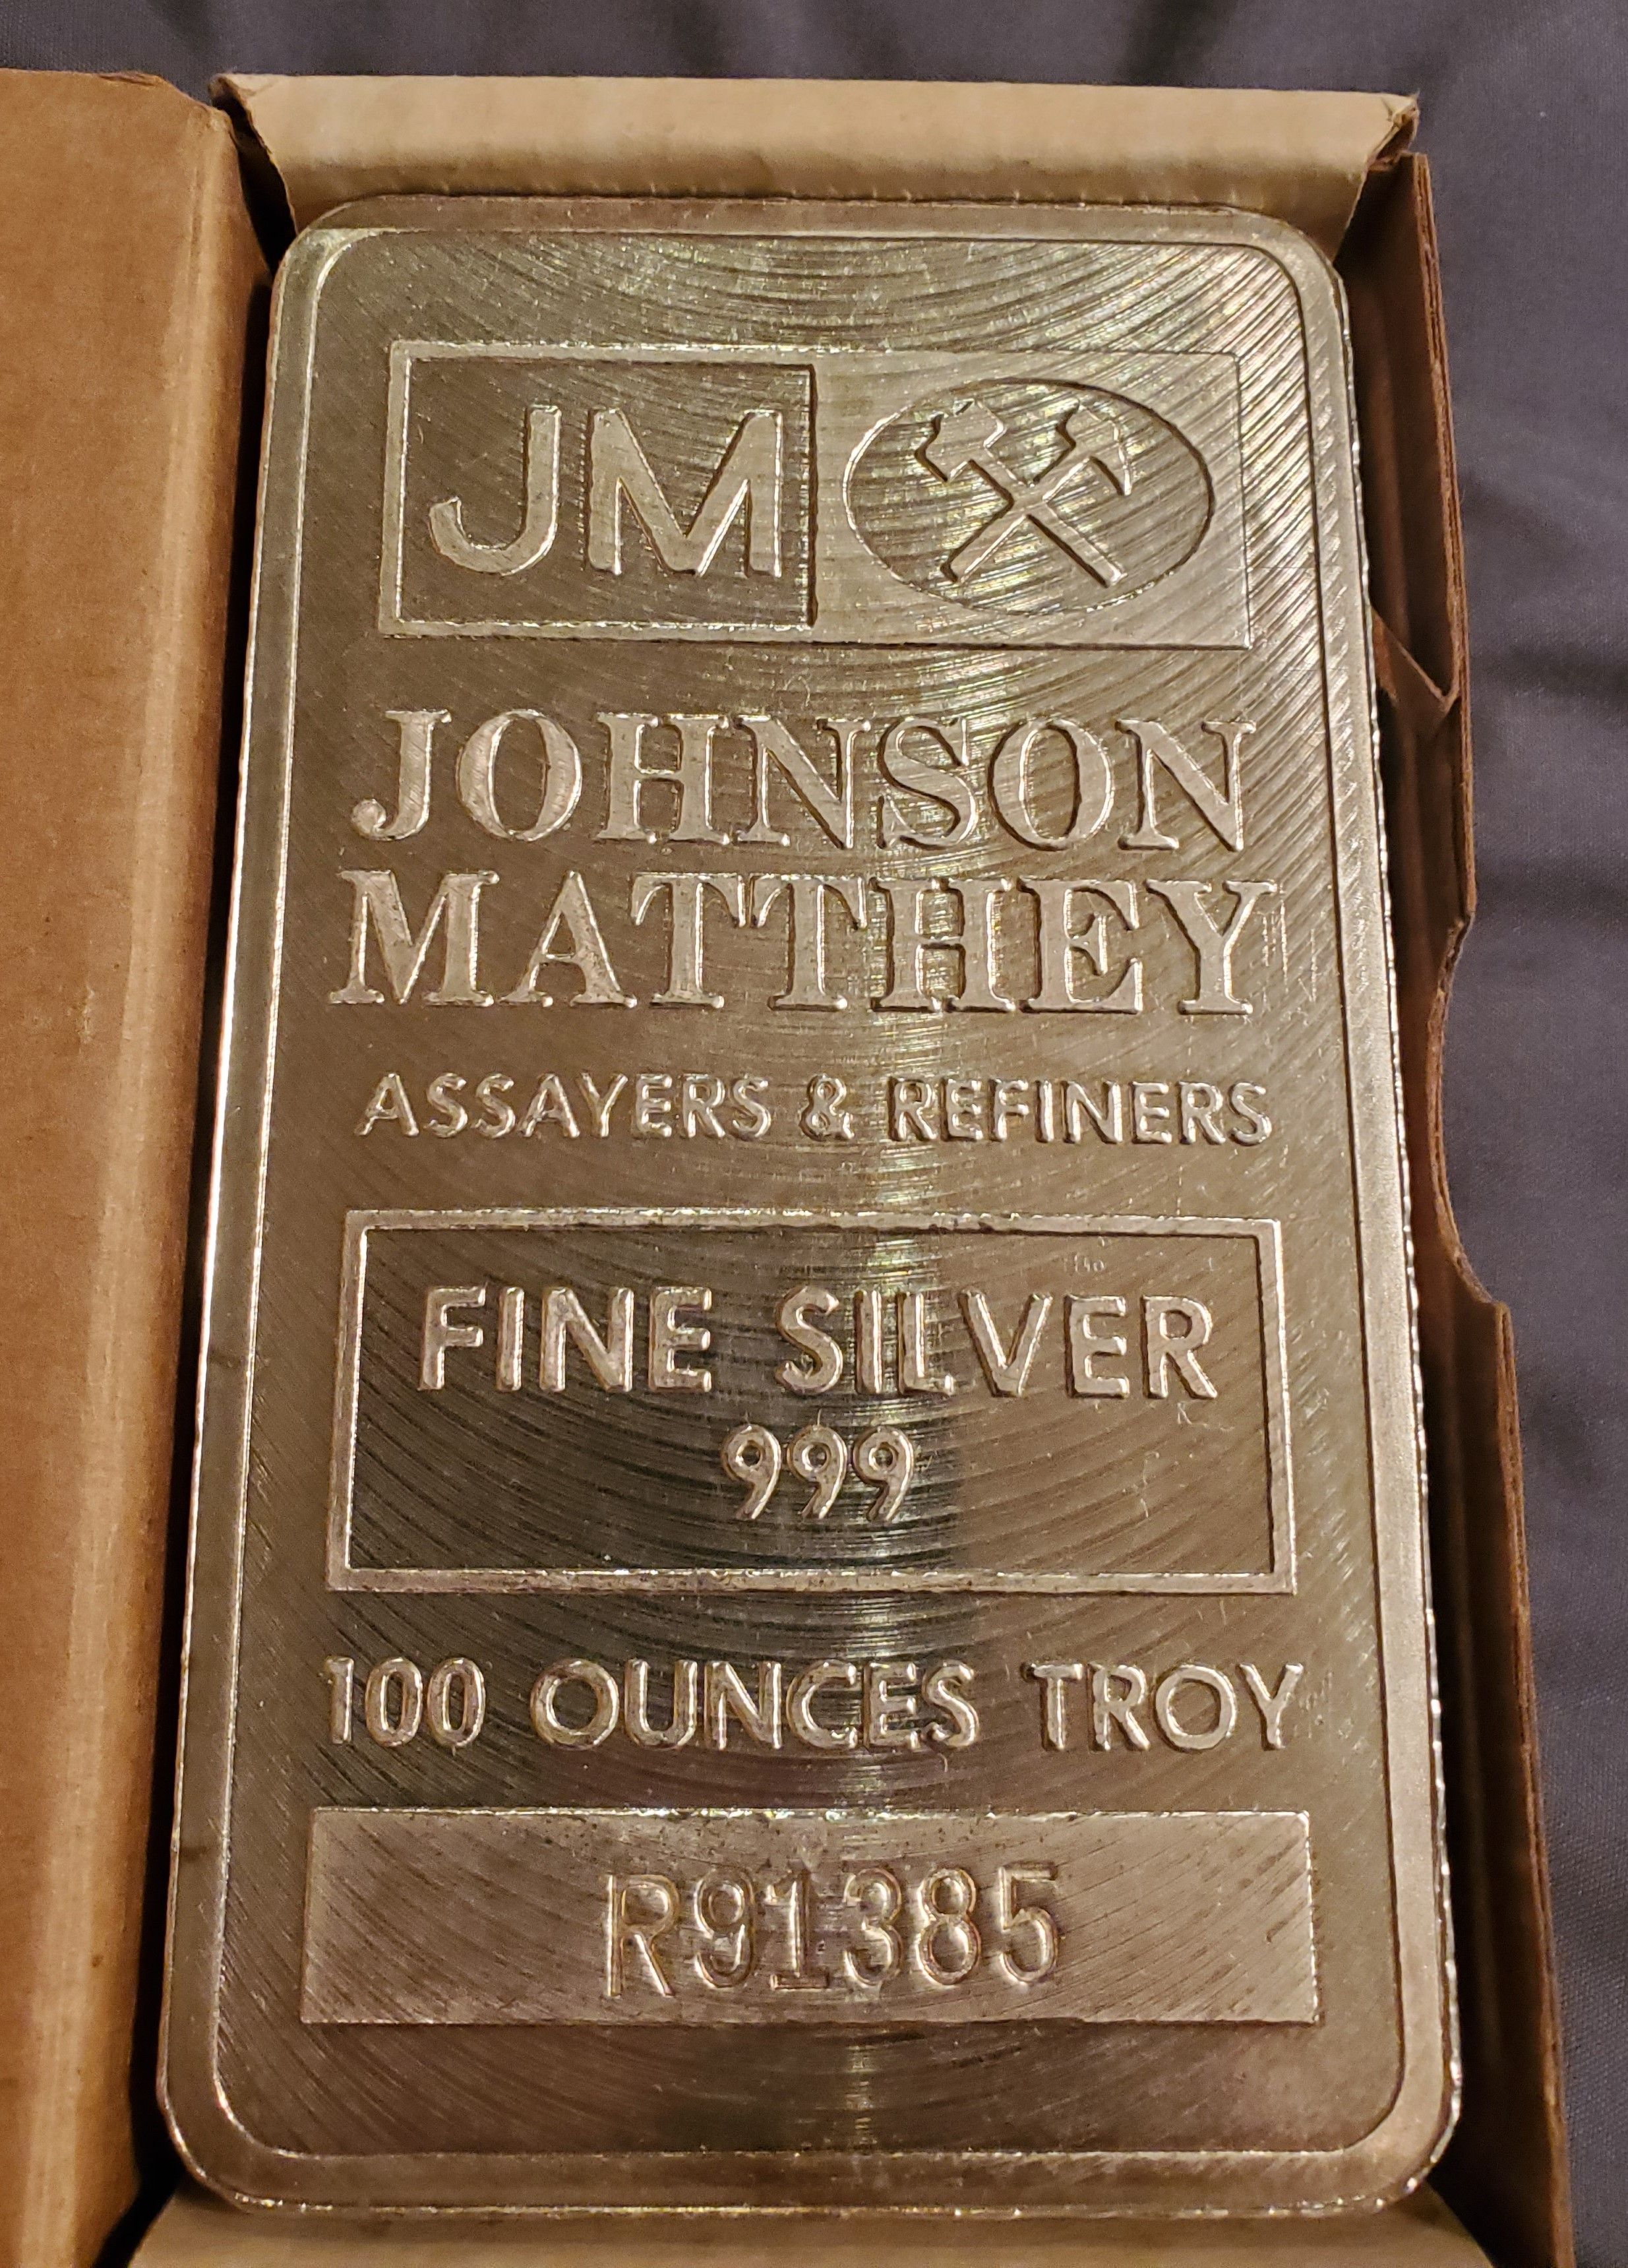 JM
JOHNSON
MATTHEY
ASSAYERS & REFINERS
FINE SILVER
999
100 OUNCES TROY
R91385